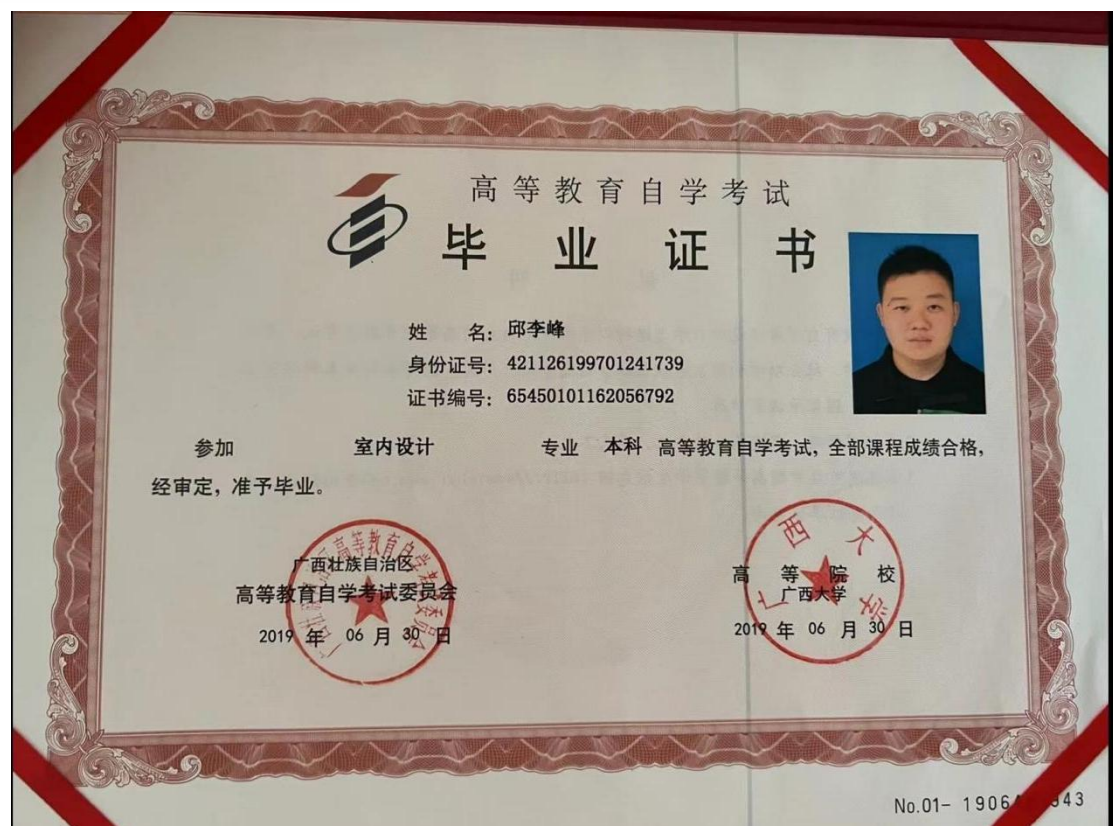 高等教育自学考试
毕业证书
姓 名：邱李峰
身份证号：421126199701241739
证书编号：65450101162056792
参加 室内设计 专业 本科 高等教育自学考试，全部课程成绩合格，
经审定，准予毕业。
广西壮族自治区
高等教育自学考试委员会
2019 年 06 月 30 日
高等院校
广西大学
2019 年 06 月 30 日
广西大学
No.01- 1906
943